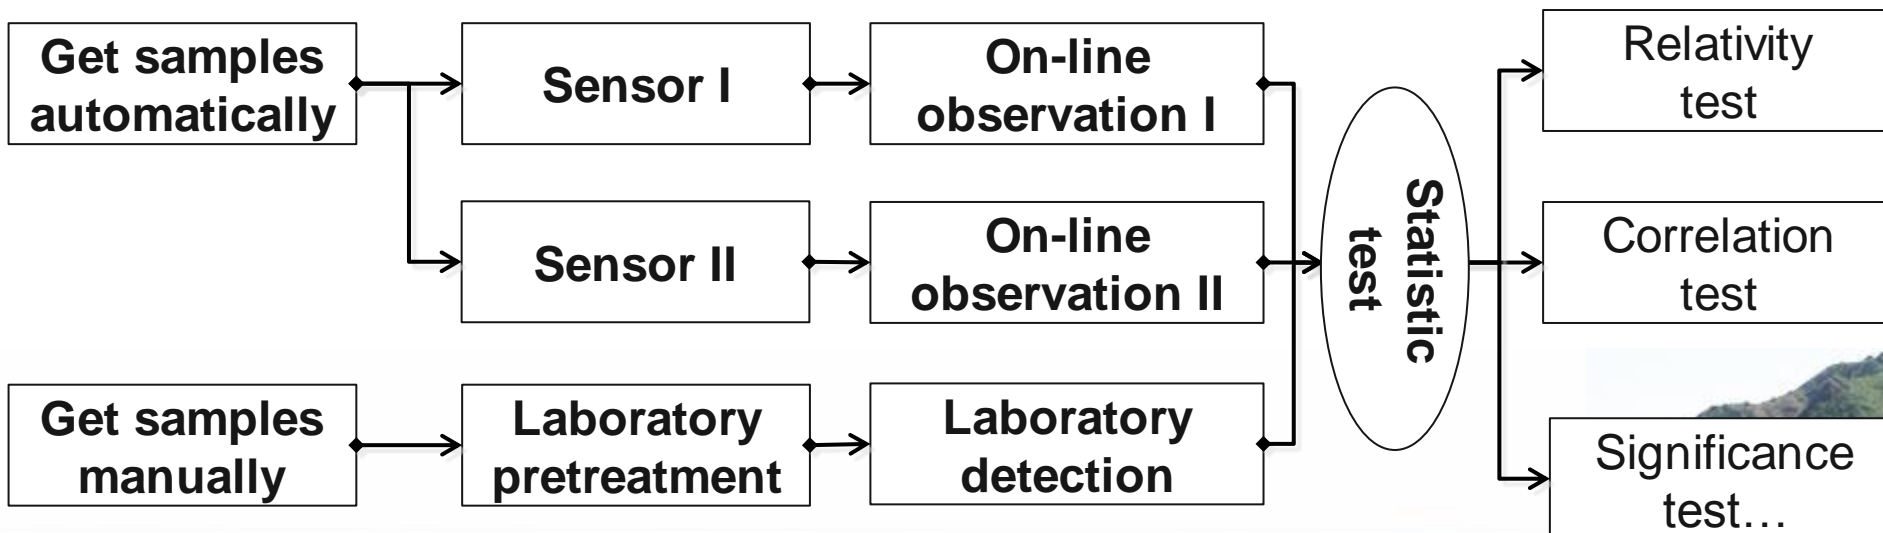 Get samples
automatically
Sensor I
On-line
observation I
Relativity
test
Sensor II
On-line
observation II
Statistic
test
Correlation
test
Get samples
manually
Laboratory
pretreatment
Laboratory
detection
Significance
test…